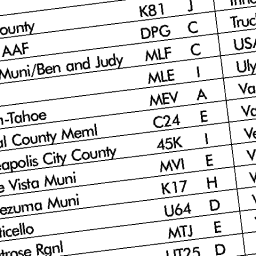 ounty K81 J
AAF DPG C Truc
Muni/Ben and Judy MLF C USA
MLE I Uly
n-Tahoe MEV A Va
al County Meml C24 E Va
eapolis City County 45K I Ve
e Vista Muni MVI E
ezuma Muni K17 H
ticello U64 D
trose Rgnl MTJ E
UT25 D